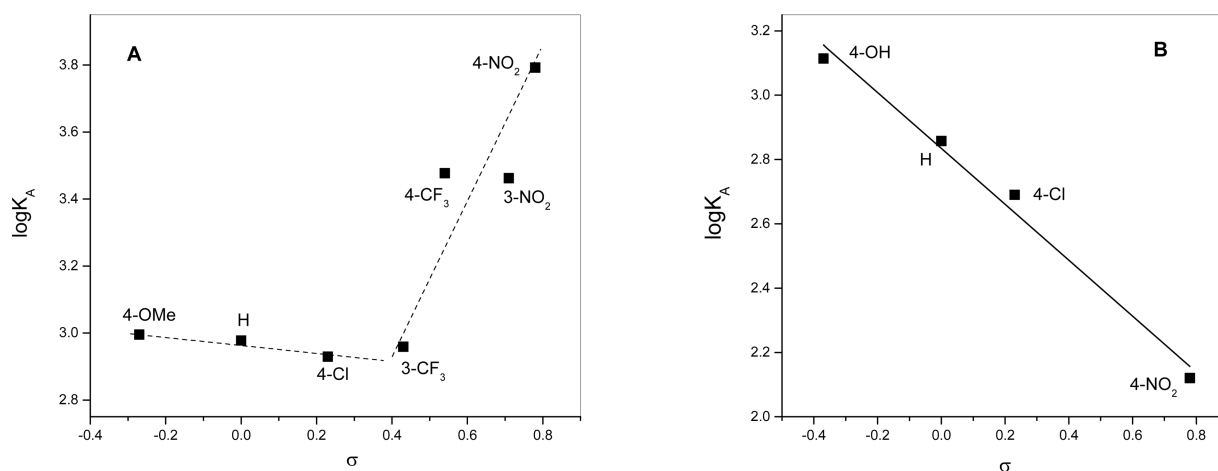 A
3.8
3.6
3.4
3.2
3.0
2.8
logK_A
-0.4 -0.2 0.0 0.2 0.4 0.6 0.8
σ
4-OMe
H
4-Cl
3-CF₃
4-CF₃
3-NO₂
4-NO₂
B
3.2
3.0
2.8
2.6
2.4
2.2
2.0
logK_A
-0.4 -0.2 0.0 0.2 0.4 0.6 0.8
σ
4-OH
H
4-Cl
4-NO₂